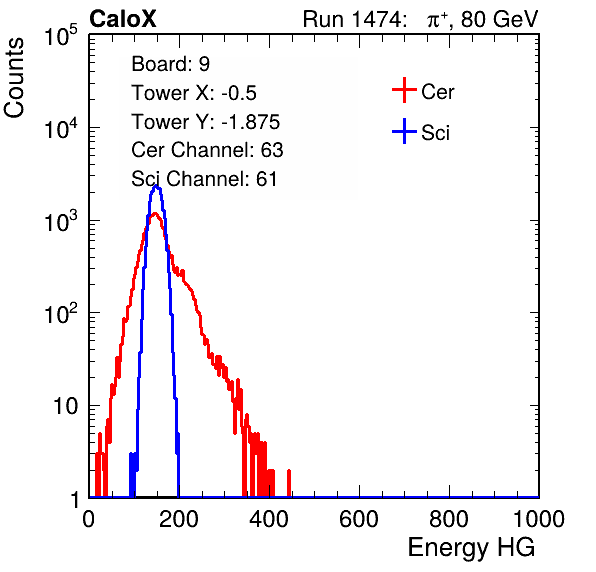 CaloX Run 1474: π⁺, 80 GeV
Counts
Board: 9
Tower X: -0.5
Tower Y: -1.875
Cer Channel: 63
Sci Channel: 61
Cer
Sci
10⁵
10⁴
10³
10²
10
1
0 200 400 600 800 1000
Energy HG